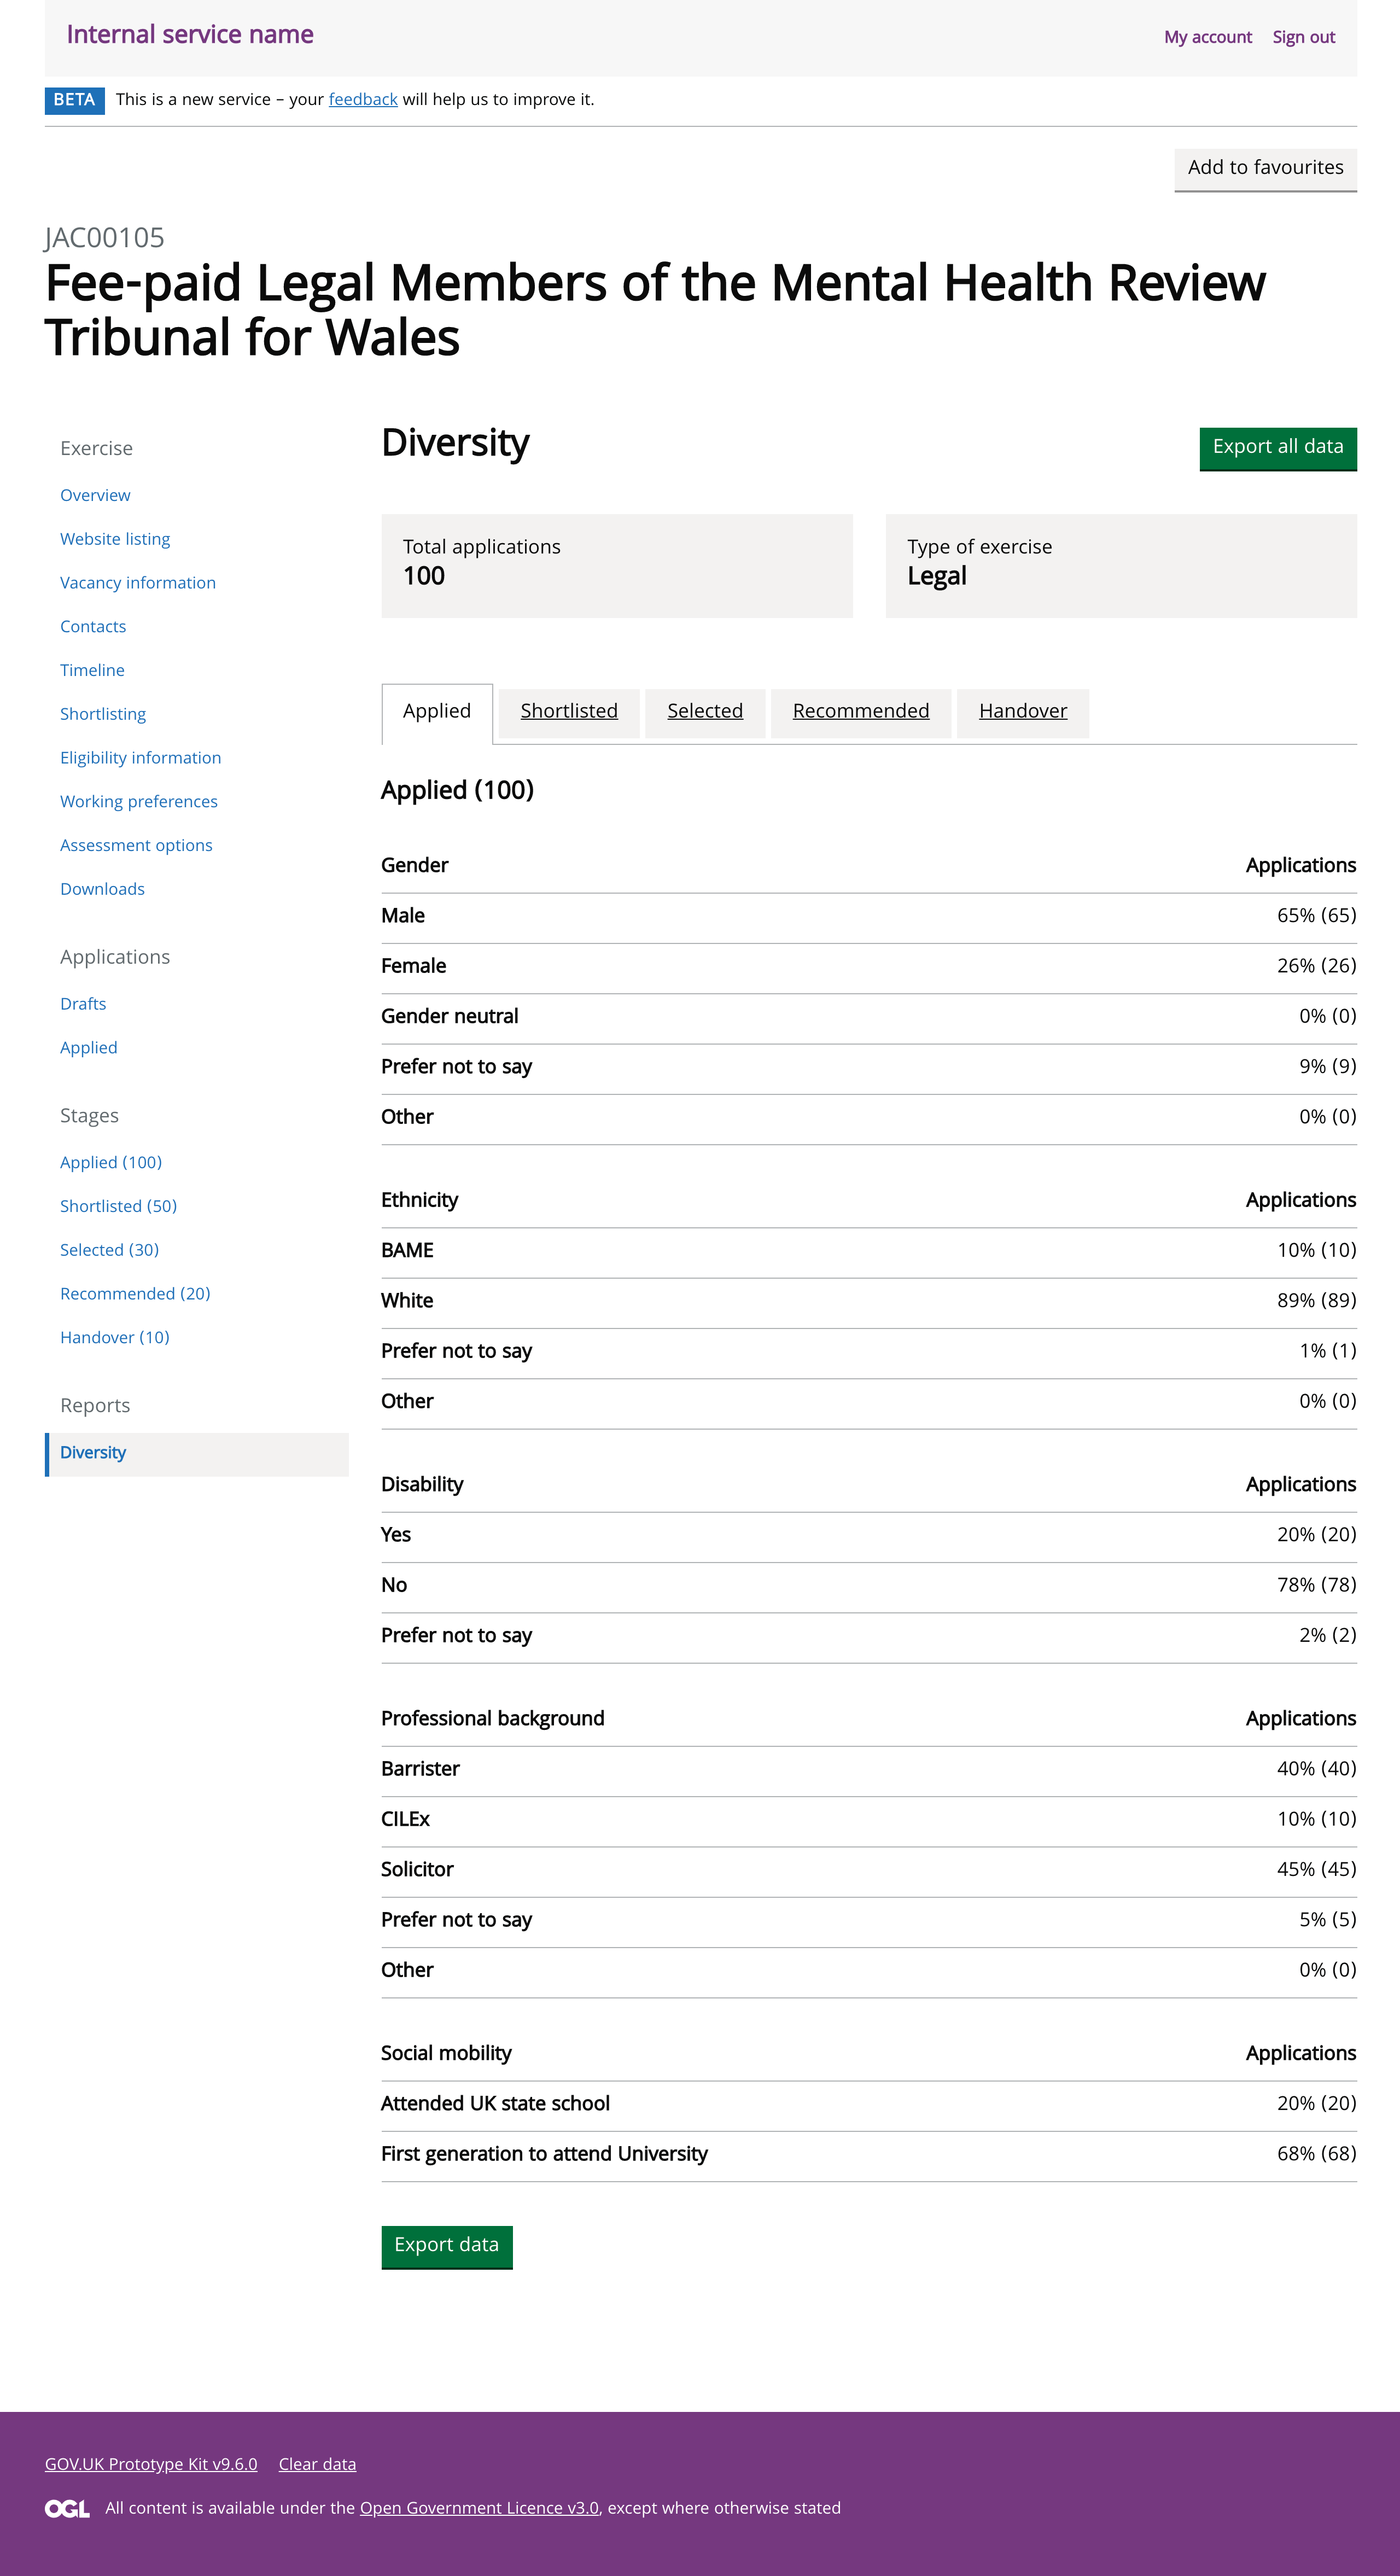 Internal service name
My account Sign out
BETA This is a new service – your feedback will help us to improve it.
Add to favourites
JAC00105
Fee-paid Legal Members of the Mental Health Review
Tribunal for Wales
Exercise
Overview
Website listing
Vacancy information
Contacts
Timeline
Shortlisting
Eligibility information
Working preferences
Assessment options
Downloads
Applications
Drafts
Applied
Stages
Applied (100)
Shortlisted (50)
Selected (30)
Recommended (20)
Handover (10)
Reports
Diversity
Diversity
Export all data
Total applications
100
Type of exercise
Legal
Applied Shortlisted Selected Recommended Handover
Applied (100)
Gender Applications
Male 65% (65)
Female 26% (26)
Gender neutral 0% (0)
Prefer not to say 9% (9)
Other 0% (0)
Ethnicity Applications
BAME 10% (10)
White 89% (89)
Prefer not to say 1% (1)
Other 0% (0)
Disability Applications
Yes 20% (20)
No 78% (78)
Prefer not to say 2% (2)
Professional background Applications
Barrister 40% (40)
CILEx 10% (10)
Solicitor 45% (45)
Prefer not to say 5% (5)
Other 0% (0)
Social mobility Applications
Attended UK state school 20% (20)
First generation to attend University 68% (68)
Export data
GOV.UK Prototype Kit v9.6.0 Clear data
OGL All content is available under the Open Government Licence v3.0, except where otherwise stated